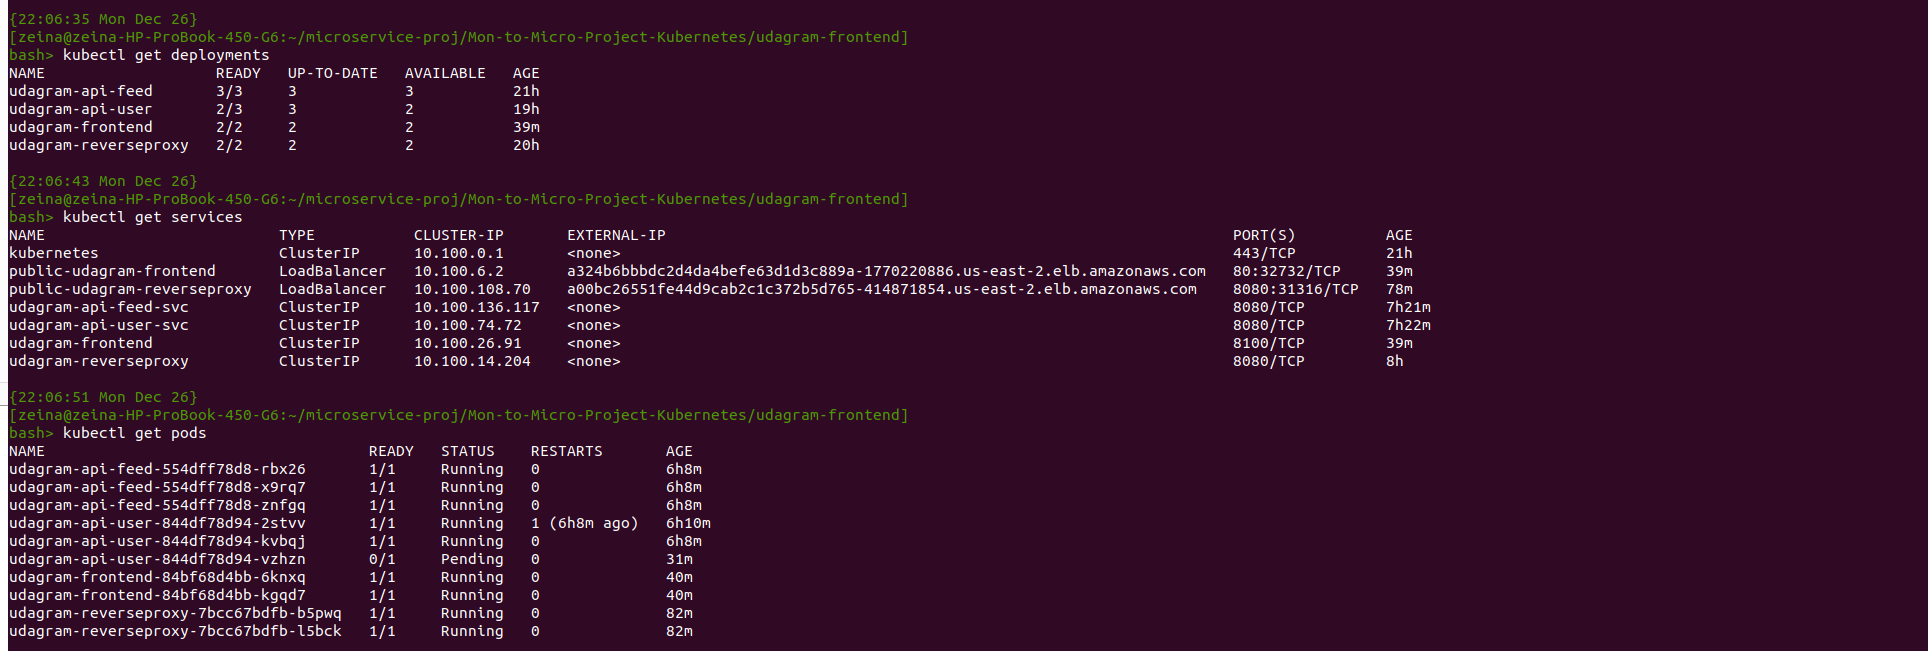 {22:06:35 Mon Dec 26}
[zeina@zeina-HP-ProBook-450-G6:~/microservice-proj/Mon-to-Micro-Project-Kubernetes/udagram-frontend]
bash> kubectl get deployments
NAME                   READY   UP-TO-DATE   AVAILABLE   AGE
udagram-api-feed       3/3     3            3           21h
udagram-api-user       2/3     3            2           19h
udagram-frontend       2/2     2            2           39m
udagram-reverseproxy   2/2     2            2           20h
{22:06:43 Mon Dec 26}
[zeina@zeina-HP-ProBook-450-G6:~/microservice-proj/Mon-to-Micro-Project-Kubernetes/udagram-frontend]
bash> kubectl get services
NAME                          TYPE           CLUSTER-IP       EXTERNAL-IP                                                               PORT(S)          AGE
kubernetes                    ClusterIP      10.100.0.1       <none>                                                                    443/TCP          21h
public-udagram-frontend       LoadBalancer   10.100.6.2       a324b6bbbdc2d4da4befe63d1d3c889a-1770220886.us-east-2.elb.amazonaws.com   80:32732/TCP     39m
public-udagram-reverseproxy   LoadBalancer   10.100.108.70    a00bc26551fe44d9cab2c1c372b5d765-414871854.us-east-2.elb.amazonaws.com    8080:31316/TCP   78m
udagram-api-feed-svc          ClusterIP      10.100.136.117   <none>                                                                    8080/TCP         7h21m
udagram-api-user-svc          ClusterIP      10.100.74.72     <none>                                                                    8080/TCP         7h22m
udagram-frontend              ClusterIP      10.100.26.91     <none>                                                                    8100/TCP         39m
udagram-reverseproxy          ClusterIP      10.100.14.204    <none>                                                                    8080/TCP         8h
{22:06:51 Mon Dec 26}
[zeina@zeina-HP-ProBook-450-G6:~/microservice-proj/Mon-to-Micro-Project-Kubernetes/udagram-frontend]
bash> kubectl get pods
NAME                                    READY   STATUS    RESTARTS       AGE
udagram-api-feed-554dff78d8-rbx26       1/1     Running   0              6h8m
udagram-api-feed-554dff78d8-x9rq7       1/1     Running   0              6h8m
udagram-api-feed-554dff78d8-znfgq       1/1     Running   0              6h8m
udagram-api-user-844df78d94-2stvv       1/1     Running   1 (6h8m ago)   6h10m
udagram-api-user-844df78d94-kvbqj       1/1     Running   0              6h8m
udagram-api-user-844df78d94-vzhzn       0/1     Pending   0              31m
udagram-frontend-84bf68d4bb-6knxq       1/1     Running   0              40m
udagram-frontend-84bf68d4bb-kgqd7       1/1     Running   0              40m
udagram-reverseproxy-7bcc67bdfb-b5pwq   1/1     Running   0              82m
udagram-reverseproxy-7bcc67bdfb-l5bck   1/1     Running   0              82m